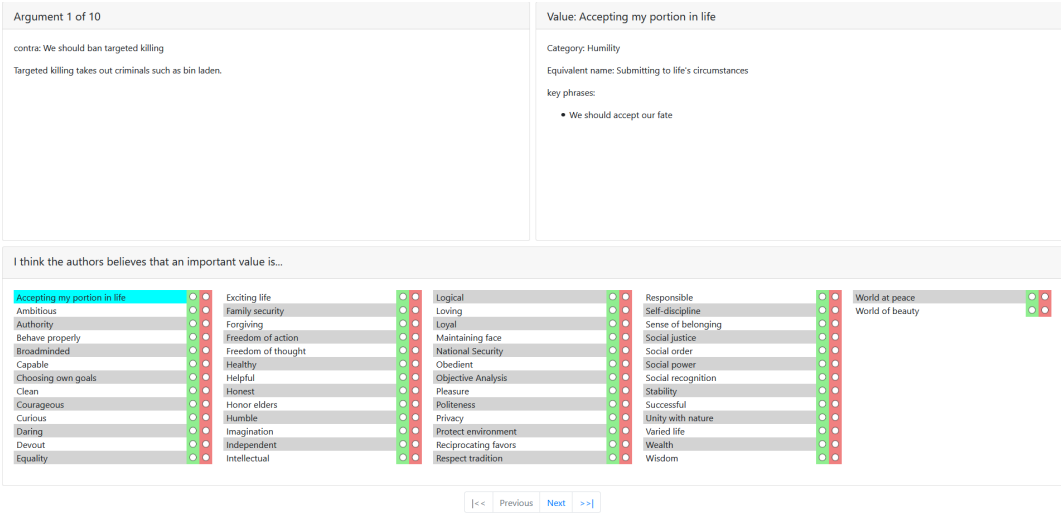 Argument 1 of 10
contra: We should ban targeted killing
Targeted killing takes out criminals such as bin laden.
Value: Accepting my portion in life
Category: Humility
Equivalent name: Submitting to life's circumstances
key phrases:
• We should accept our fate
I think the authors believes that an important value is...
Accepting my portion in life
Ambitious
Authority
Behave properly
Broadminded
Capable
Choosing own goals
Clean
Courageous
Curious
Daring
Devout
Equality
Exciting life
Family security
Forgiving
Freedom of action
Freedom of thought
Healthy
Helpful
Honest
Honor elders
Humble
Imagination
Independent
Intellectual
Logical
Loving
Loyal
Maintaining face
National Security
Obedient
Objective Analysis
Pleasure
Politeness
Privacy
Protect environment
Reciprocating favors
Respect tradition
Responsible
Self-discipline
Sense of belonging
Social justice
Social order
Social power
Social recognition
Stability
Successful
Unity with nature
Varied life
Wealth
Wisdom
World at peace
World of beauty
|<< Previous Next >>|